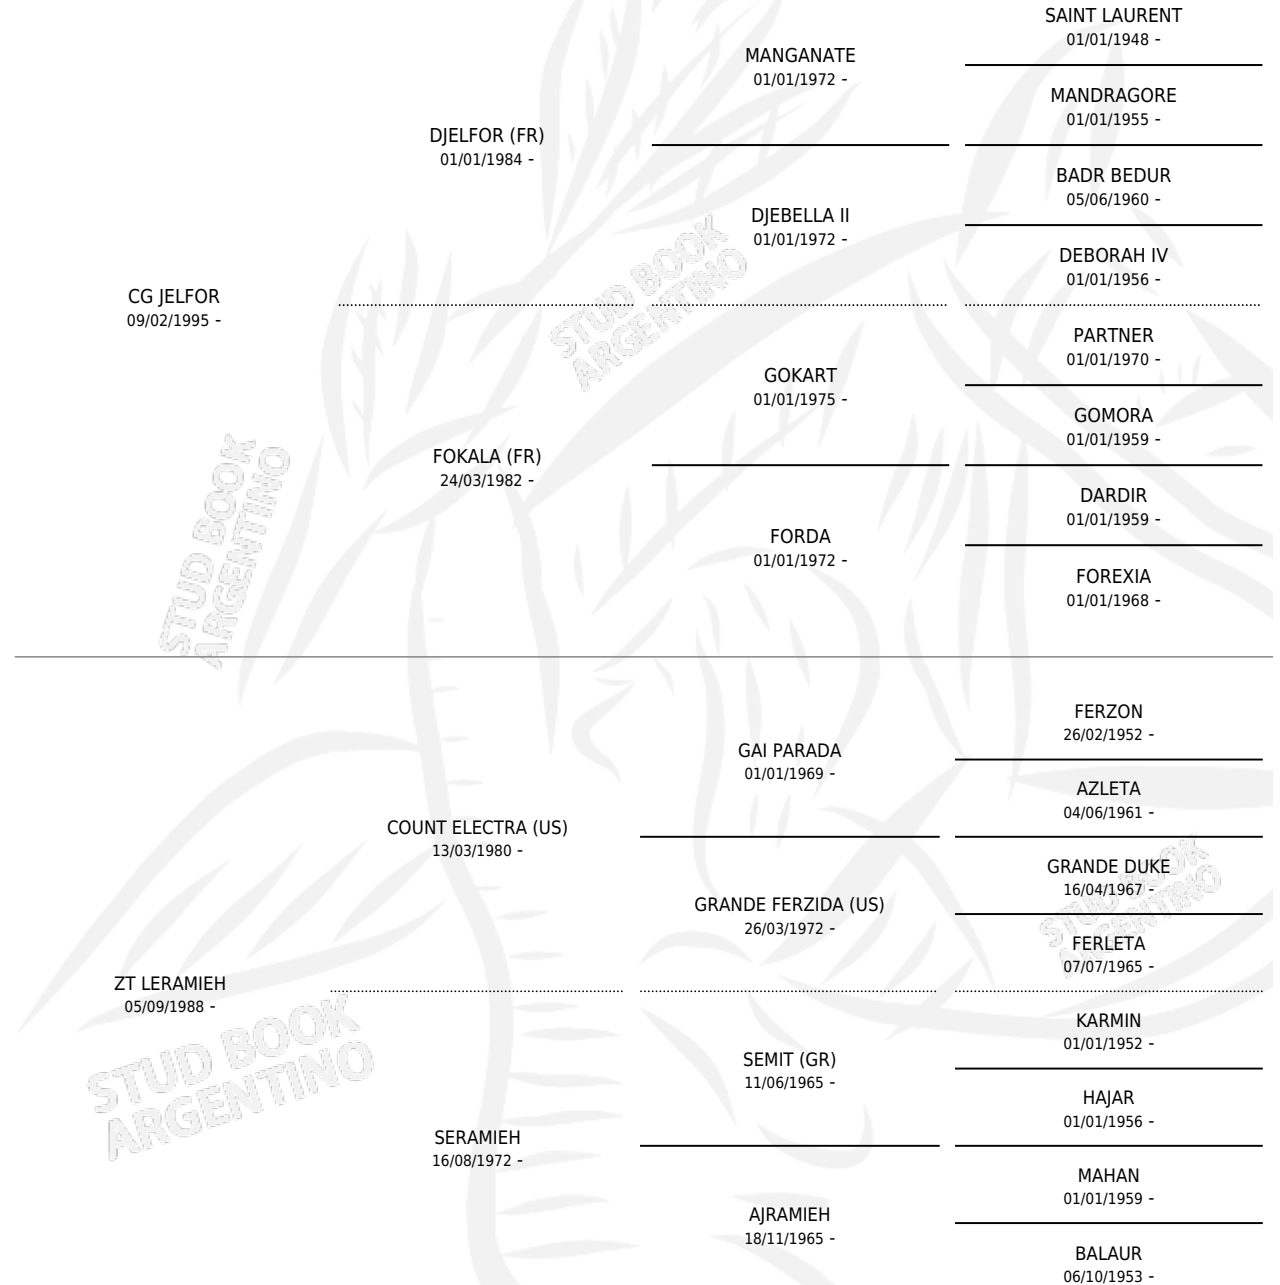 SAINT LAURENT
01/01/1948 -
MANGANATE
01/01/1972 -
MANDRAGORE
01/01/1955 -
DJELFOR (FR)
01/01/1984 -
BADR BEDUR
05/06/1960 -
DJEBELLA II
01/01/1972 -
DEBORAH IV
01/01/1956 -
CG JELFOR
09/02/1995 -
PARTNER
01/01/1970 -
GOKART
01/01/1975 -
GOMORA
01/01/1959 -
FOKALA (FR)
24/03/1982 -
DARDIR
01/01/1959 -
FORDA
01/01/1972 -
FOREXIA
01/01/1968 -
STUD BOOK
ARGENTINO
STUD BOOK
ARGENTINO
FERZON
26/02/1952 -
GAI PARADA
01/01/1969 -
AZLETA
04/06/1961 -
COUNT ELECTRA (US)
13/03/1980 -
GRANDE DUKE
16/04/1967 -
GRANDE FERZIDA (US)
26/03/1972 -
FERLETA
07/07/1965 -
ZT LERAMIEH
05/09/1988 -
KARMIN
01/01/1952 -
SEMIT (GR)
11/06/1965 -
HAJAR
01/01/1956 -
SERAMIEH
16/08/1972 -
MAHAN
01/01/1959 -
AJRAMIEH
18/11/1965 -
BALAUR
06/10/1953 -
STUD BOOK
ARGENTINO
STUD BOOK
ARGENTINO